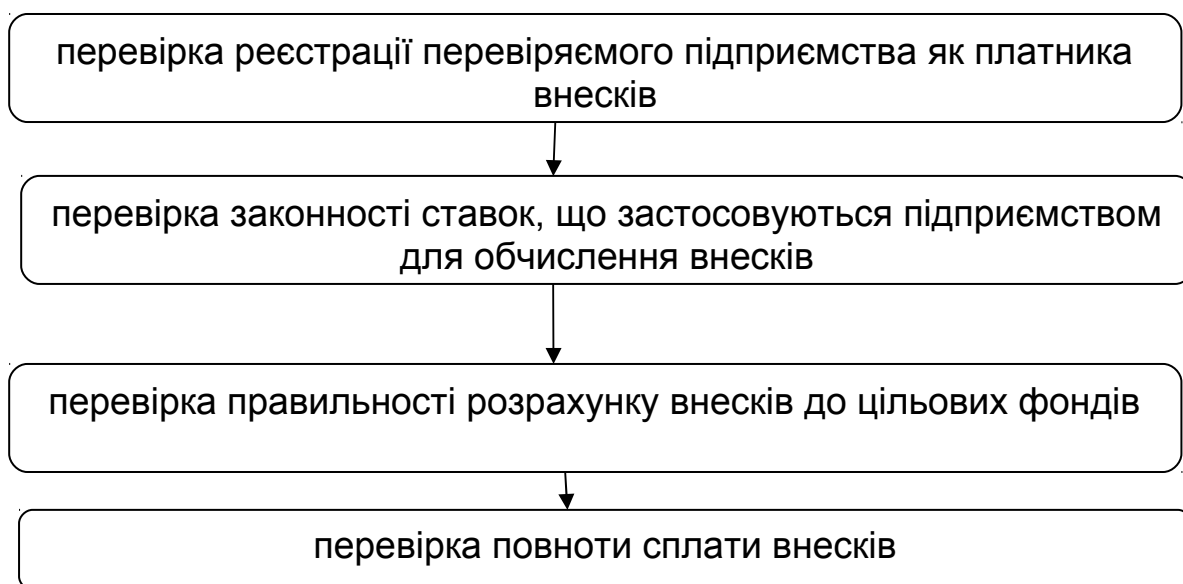 перевірка реєстрації перевіряємого підприємства як платника
внесків
перевірка законності ставок, що застосовуються підприємством
для обчислення внесків
перевірка правильності розрахунку внесків до цільових фондів
перевірка повноти сплати внесків